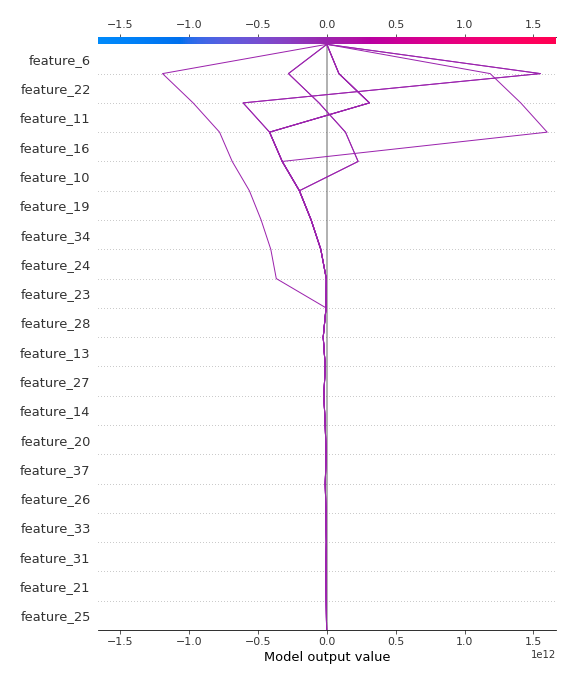 −1.5 −1.0 −0.5 0.0 0.5 1.0 1.5
feature_6
feature_22
feature_11
feature_16
feature_10
feature_19
feature_34
feature_24
feature_23
feature_28
feature_13
feature_27
feature_14
feature_20
feature_37
feature_26
feature_33
feature_31
feature_21
feature_25
−1.5 −1.0 −0.5 0.0 0.5 1.0 1.5
1e12
Model output value